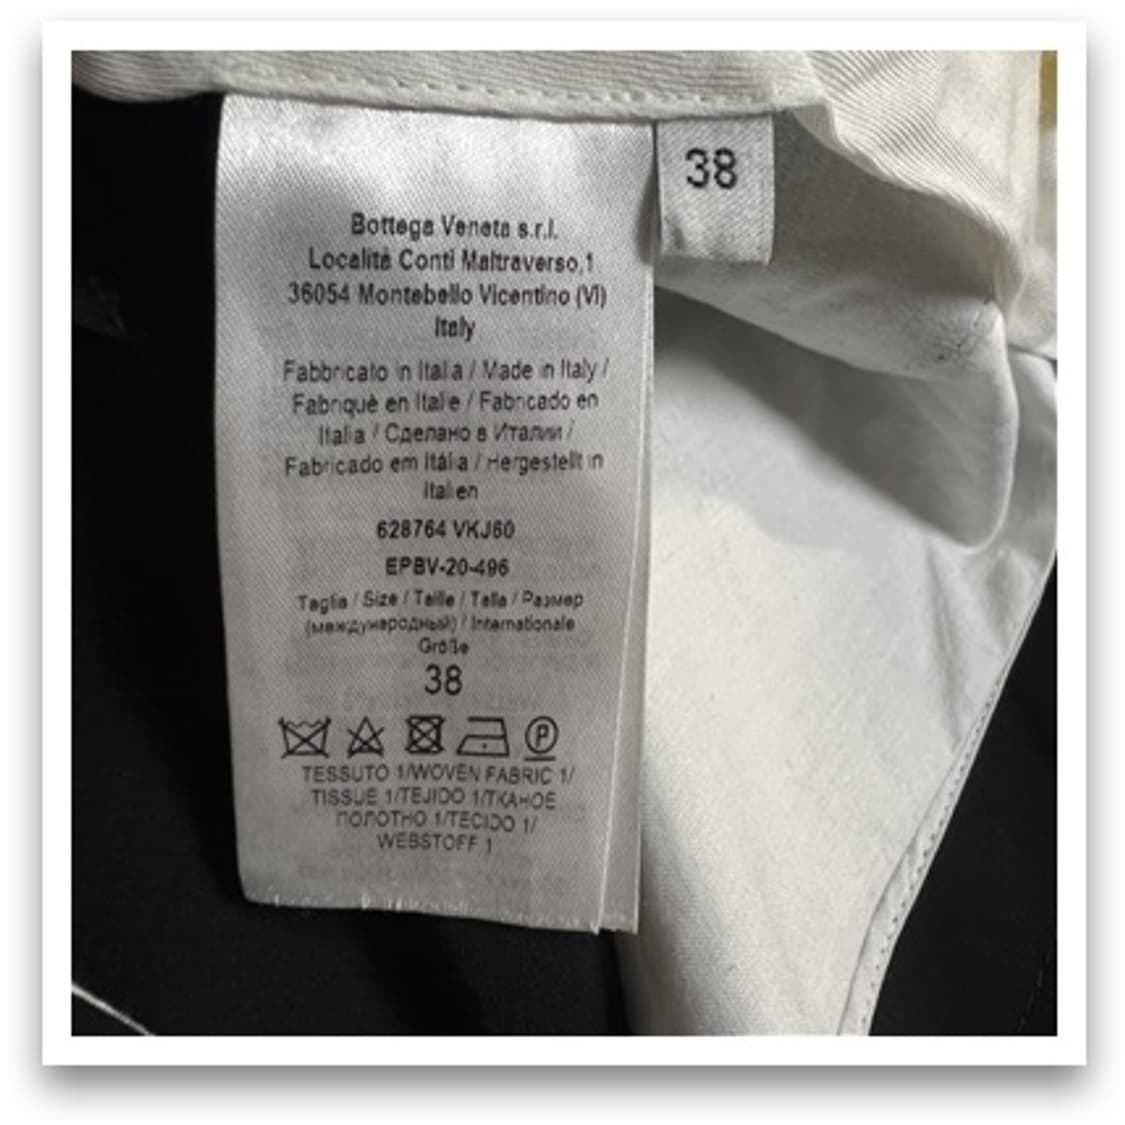 38
Bottega Veneta s.r.l.
Località Conti Maltraverso,1
36054 Montebello Vicentino (VI)
Italy
Fabbricato in Italia / Made in Italy /
Fabriquè en Italie / Fabricado en
Italia / Сделано в Италии /
Fabricado em Itália / Hergestellt in
Italien
628764 VKJ60
EPBV-20-496
Taglia / Size / Taille / Talla / Размер
(международный) / Internationale
Größe
38
P
TESSUTO 1/WOVEN FABRIC 1/
TISSUE 1/TEJIDO 1/ТКАНОЕ
ПОЛОТНО 1/TECIDO 1/
WEBSTOFF 1